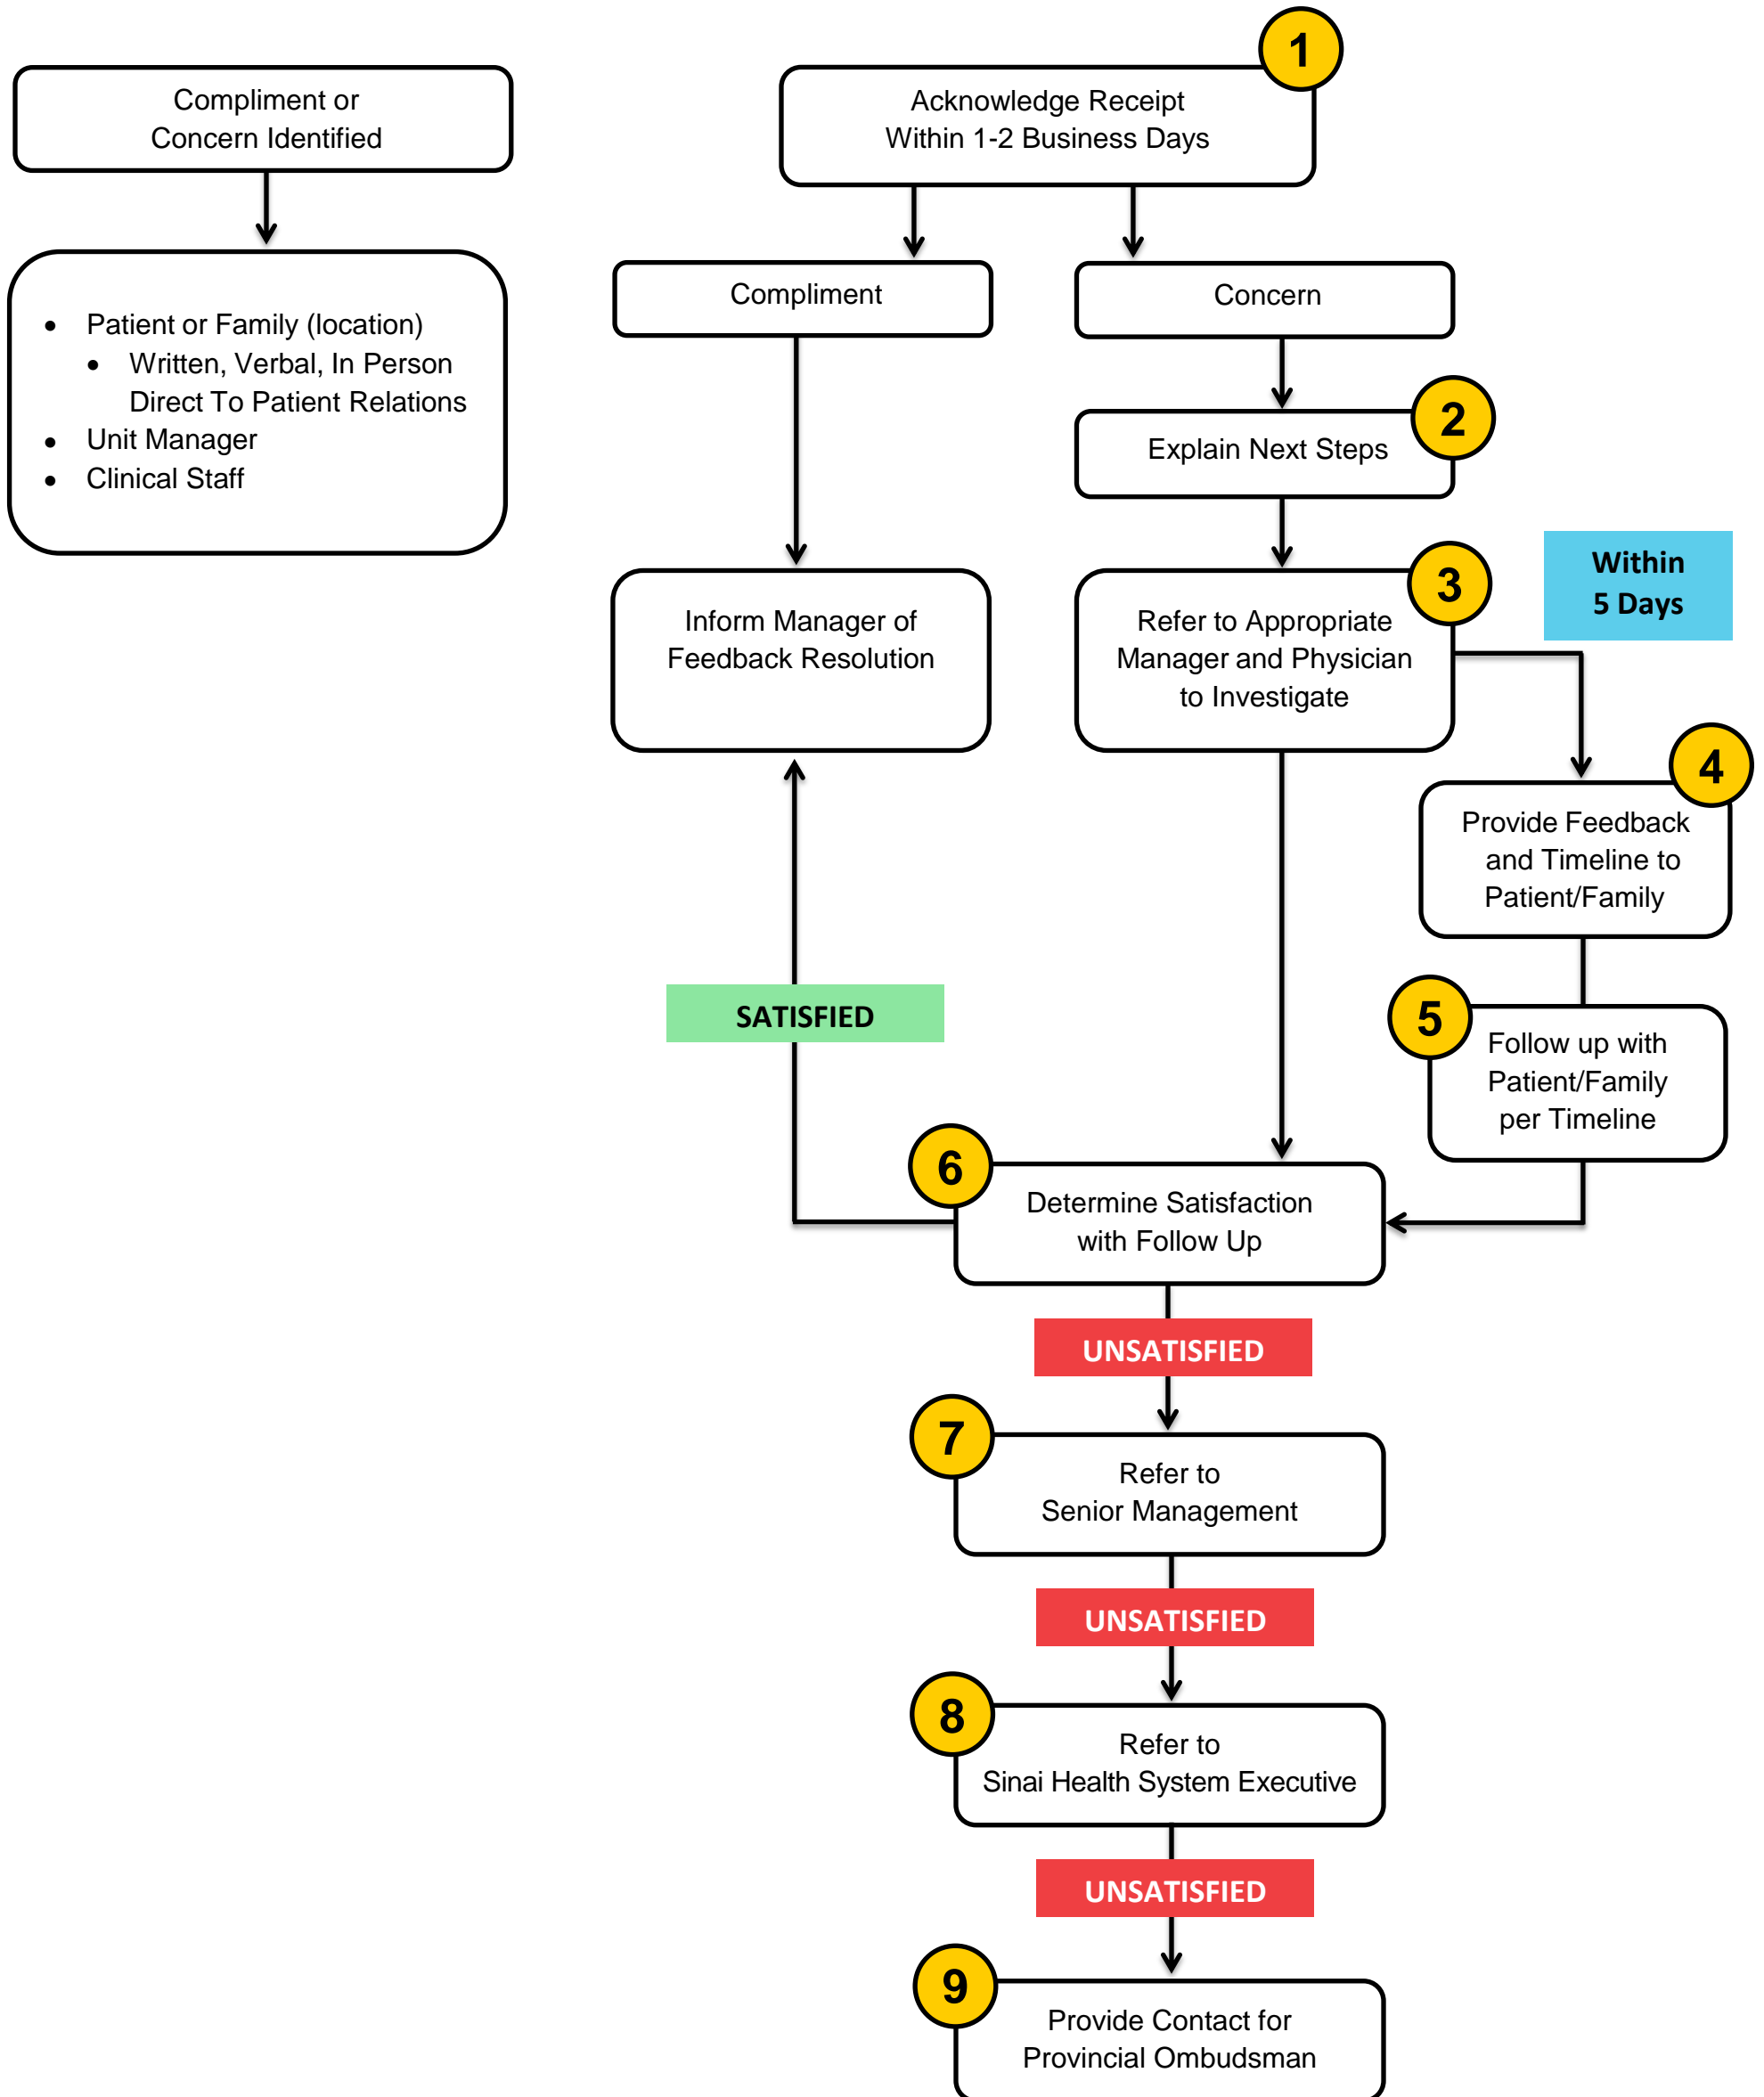 Compliment or
Concern Identified
• Patient or Family (location)
• Written, Verbal, In Person
Direct To Patient Relations
• Unit Manager
• Clinical Staff
1
Acknowledge Receipt
Within 1-2 Business Days
Compliment
Concern
2
Explain Next Steps
Inform Manager of
Feedback Resolution
3
Refer to Appropriate
Manager and Physician
to Investigate
Within
5 Days
4
Provide Feedback
and Timeline to
Patient/Family
5
Follow up with
Patient/Family
per Timeline
SATISFIED
6
Determine Satisfaction
with Follow Up
UNSATISFIED
7
Refer to
Senior Management
UNSATISFIED
8
Refer to
Sinai Health System Executive
UNSATISFIED
9
Provide Contact for
Provincial Ombudsman